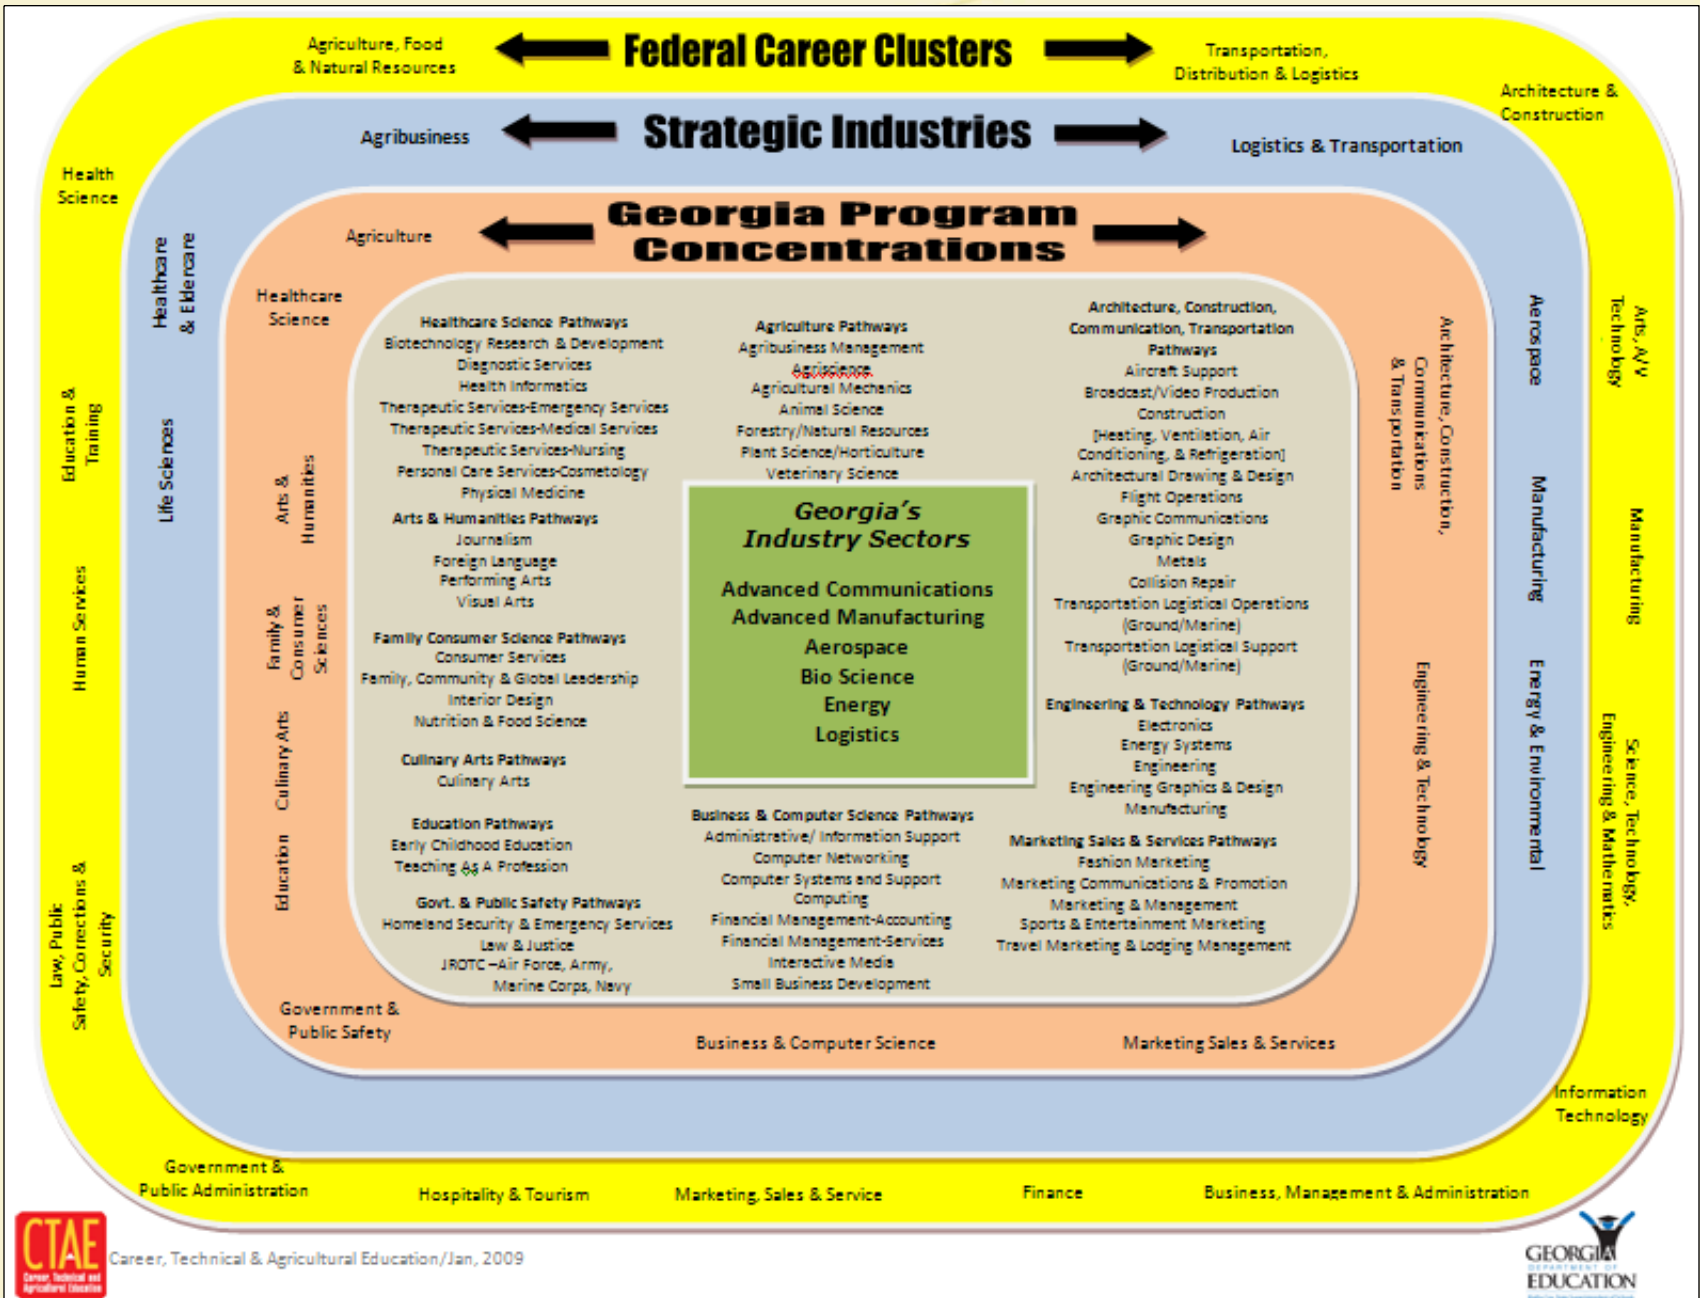 Federal Career Clusters
Agriculture, Food
& Natural Resources
Transportation,
Distribution & Logistics
Architecture &
Construction
Arts, A/V
Technology
Manufacturing
Science, Technology,
Engineering & Mathematics
Information
Technology
Business, Management & Administration
Finance
Marketing, Sales & Service
Hospitality & Tourism
Government &
Public Administration
Law, Public
Safety, Corrections &
Security
Human Services
Education &
Training
Health
Science
Strategic Industries
Agribusiness
Logistics & Transportation
Aerospace
Manufacturing
Energy & Environmental
Life Sciences
Healthcare
& Eldercare
Georgia Program
Concentrations
Agriculture
Architecture, Construction,
Communications
& Transportation
Engineering & Technology
Marketing Sales & Services
Business & Computer Science
Government &
Public Safety
Education
Culinary Arts
Family &
Consumer
Sciences
Arts &
Humanities
Healthcare
Science
Healthcare Science Pathways
Biotechnology Research & Development
Diagnostic Services
Health Informatics
Therapeutic Services-Emergency Services
Therapeutic Services-Medical Services
Therapeutic Services-Nursing
Personal Care Services-Cosmetology
Physical Medicine
Arts & Humanities Pathways
Journalism
Foreign Language
Performing Arts
Visual Arts
Family Consumer Science Pathways
Consumer Services
Family, Community & Global Leadership
Interior Design
Nutrition & Food Science
Culinary Arts Pathways
Culinary Arts
Education Pathways
Early Childhood Education
Teaching As A Profession
Govt. & Public Safety Pathways
Homeland Security & Emergency Services
Law & Justice
JROTC –Air Force, Army,
Marine Corps, Navy
Agriculture Pathways
Agribusiness Management
Agriscience
Agricultural Mechanics
Animal Science
Forestry/Natural Resources
Plant Science/Horticulture
Veterinary Science
Georgia's
Industry Sectors
Advanced Communications
Advanced Manufacturing
Aerospace
Bio Science
Energy
Logistics
Business & Computer Science Pathways
Administrative/ Information Support
Computer Networking
Computer Systems and Support
Computing
Financial Management-Accounting
Financial Management-Services
Interactive Media
Small Business Development
Architecture, Construction,
Communication, Transportation
Pathways
Aircraft Support
Broadcast/Video Production
Construction
[Heating, Ventilation, Air
Conditioning, & Refrigeration]
Architectural Drawing & Design
Flight Operations
Graphic Communications
Graphic Design
Metals
Collision Repair
Transportation Logistical Operations
(Ground/Marine)
Transportation Logistical Support
(Ground/Marine)
Engineering & Technology Pathways
Electronics
Energy Systems
Engineering
Engineering Graphics & Design
Manufacturing
Marketing Sales & Services Pathways
Fashion Marketing
Marketing Communications & Promotion
Marketing & Management
Sports & Entertainment Marketing
Travel Marketing & Lodging Management
CTAE
Career, Technical and
Agricultural Education
Career, Technical & Agricultural Education/Jan, 2009
GEORGIA
DEPARTMENT OF
EDUCATION